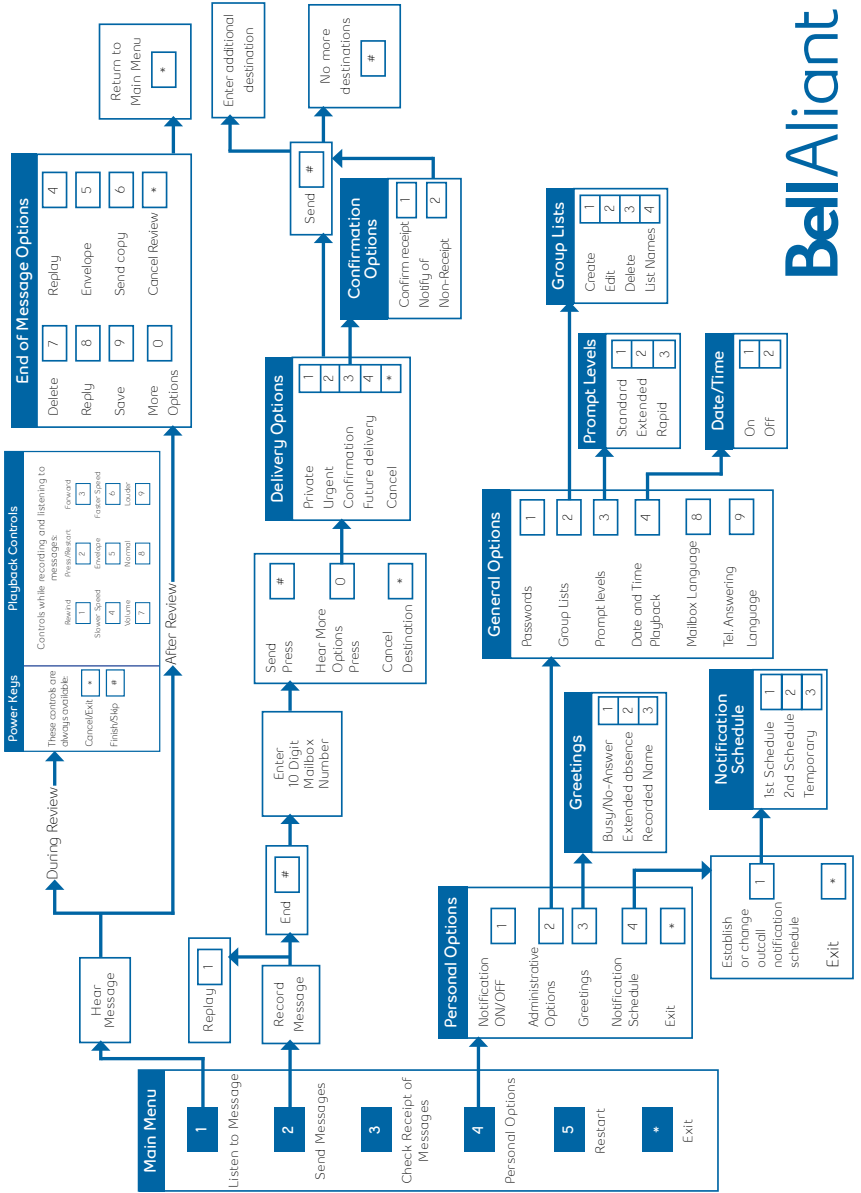 Main Menu
1
Listen to Message
2
Send Messages
3
Check Receipt of
Messages
4
Personal Options
5
Restart
*
Exit
Hear
Message
During Review
After Review
Power Keys
These controls are
always available:
Cancel/Exit
*
Finish/Skip
#
Playback Controls
Controls while recording and listening to
messages:
Rewind
1
Press/Restart
2
Forward
3
Slower Speed
4
Envelope
5
Faster Speed
6
Volume
7
Normal
8
Louder
9
End of Message Options
Delete
7
Replay
4
Reply
8
Envelope
5
Save
9
Send copy
6
More
Options
0
Cancel Review
*
Return to
Main Menu
*
Replay
1
Record
Message
End
#
Enter
10 Digit
Mailbox
Number
Send
Press
#
Hear More
Options
Press
0
Cancel
Destination
*
Delivery Options
Private
1
Urgent
2
Confirmation
3
Future delivery
4
Cancel
*
Confirmation
Options
Confirm receipt
1
Notify of
Non-Receipt
2
Send
#
Enter additional
destination
No more
destinations
#
Personal Options
Notification
ON/OFF
1
Administrative
Options
2
Greetings
3
Notification
Schedule
4
Exit
*
Greetings
Busy/No-Answer
1
Extended absence
2
Recorded Name
3
Establish
or change
outcall
notification
schedule
1
Exit
*
Notification
Schedule
1st Schedule
1
2nd Schedule
2
Temporary
3
General Options
Passwords
1
Group Lists
2
Prompt levels
3
Date and Time
Playback
4
Mailbox Language
8
Tel. Answering
Language
9
Group Lists
Create
1
Edit
2
Delete
3
List Names
4
Prompt Levels
Standard
1
Extended
2
Rapid
3
Date/Time
On
1
Off
2
BellAliant